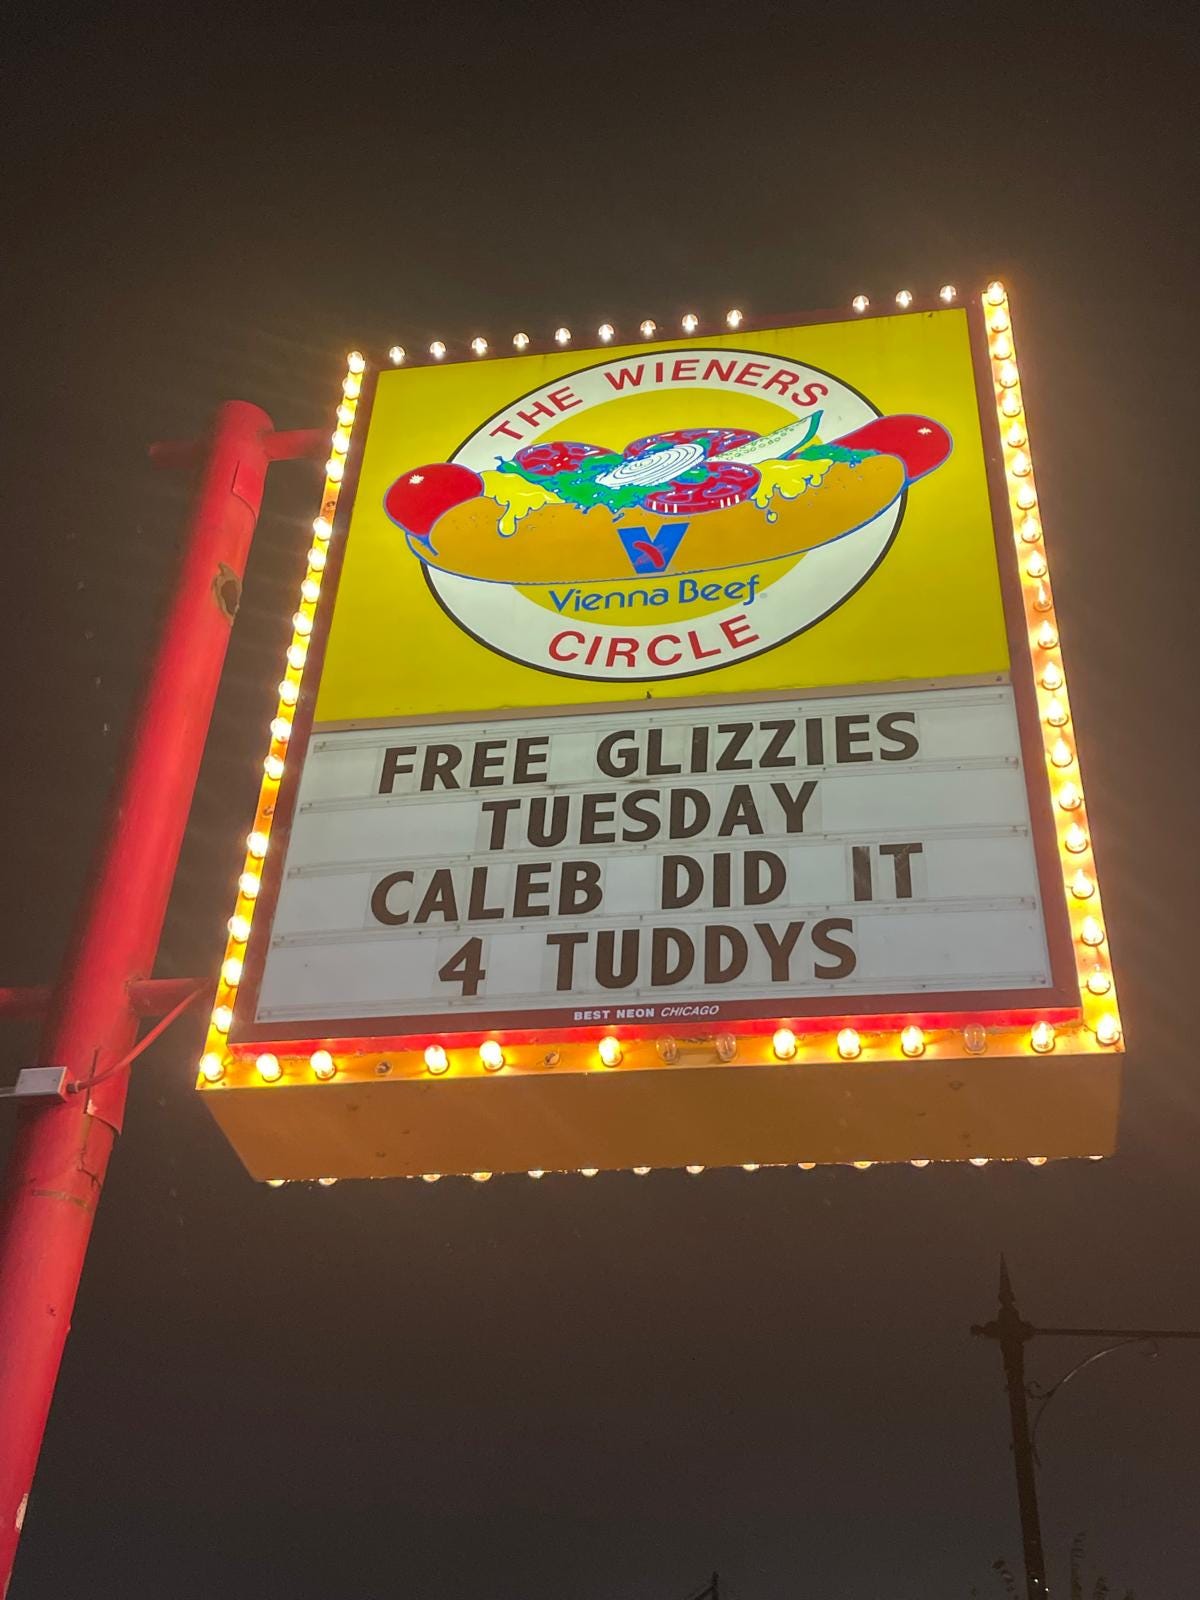 THE WIENERS
V
Vienna Beef
CIRCLE
FREE GLIZZIES
TUESDAY
CALEB DID IT
4 TUDDYS
BEST NEON CHICAGO